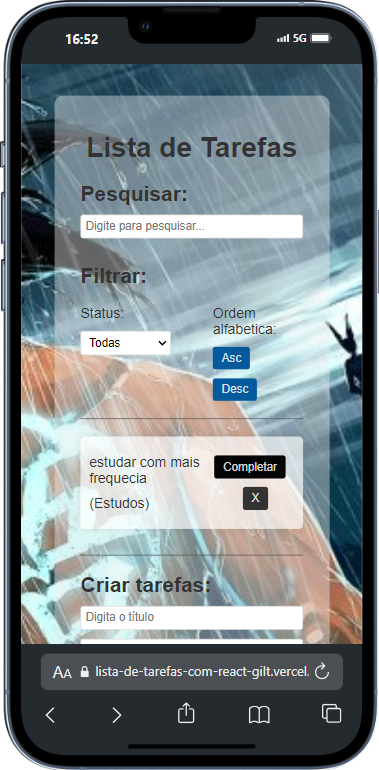 16:52
5G
Lista de Tarefas
Pesquisar:
Digite para pesquisar...
Filtrar:
Status:
Todas
Ordem
alfabetica:
Asc
Desc
estudar com mais
frequecia
(Estudos)
Completar
X
Criar tarefas:
Digita o título
AA lista-de-tarefas-com-react-gilt.vercel.